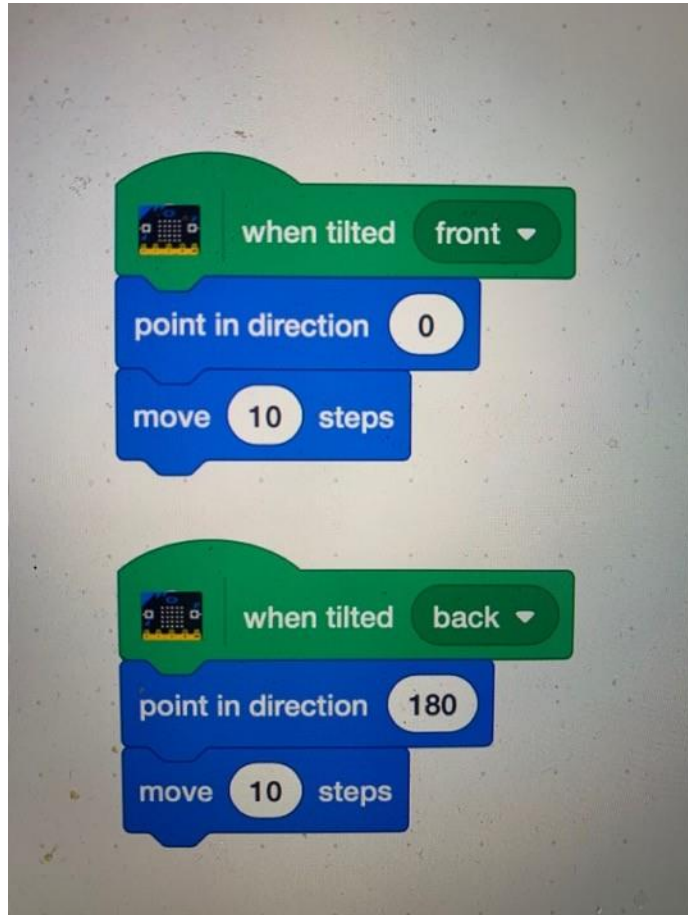 when tilted front
point in direction 0
move 10 steps
when tilted back
point in direction 180
move 10 steps